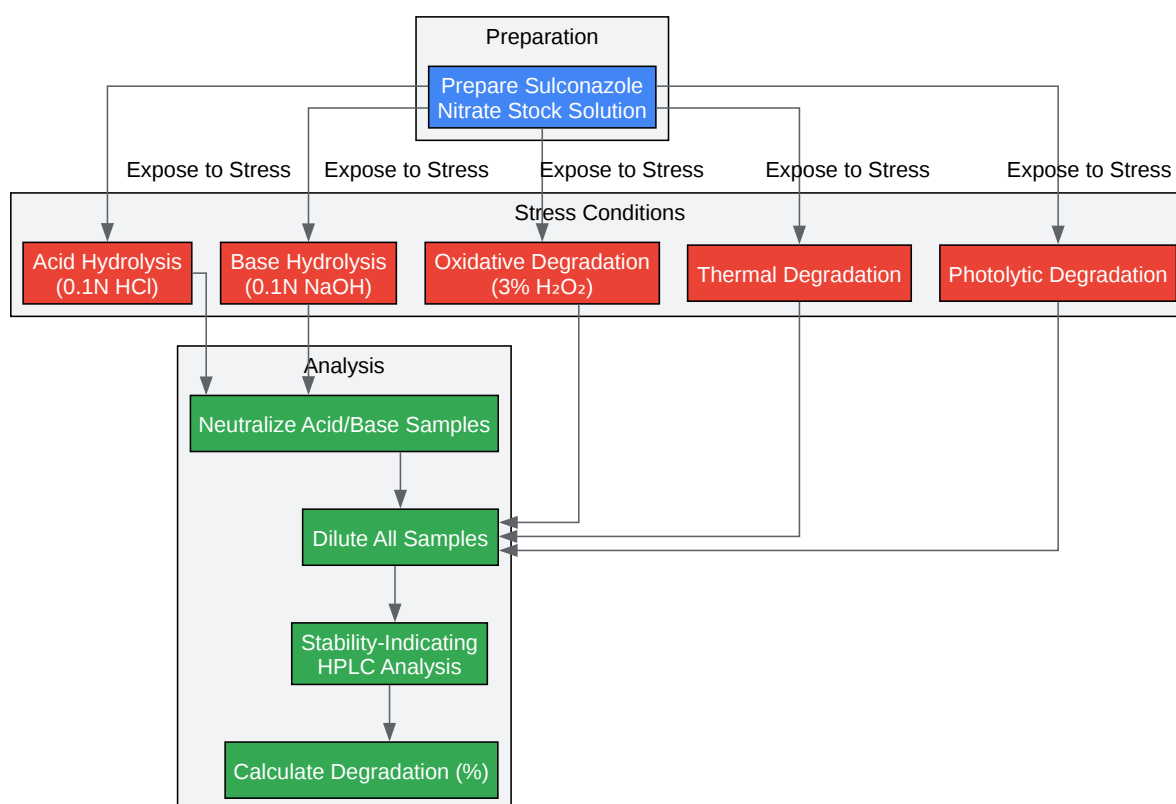 Preparation
Prepare Sulconazole
Nitrate Stock Solution
Expose to Stress
Expose to Stress
Expose to Stress
Expose to Stress
Expose to Stress
Stress Conditions
Acid Hydrolysis
(0.1N HCl)
Base Hydrolysis
(0.1N NaOH)
Oxidative Degradation
(3% H₂O₂)
Thermal Degradation
Photolytic Degradation
Analysis
Neutralize Acid/Base Samples
Dilute All Samples
Stability-Indicating
HPLC Analysis
Calculate Degradation (%)